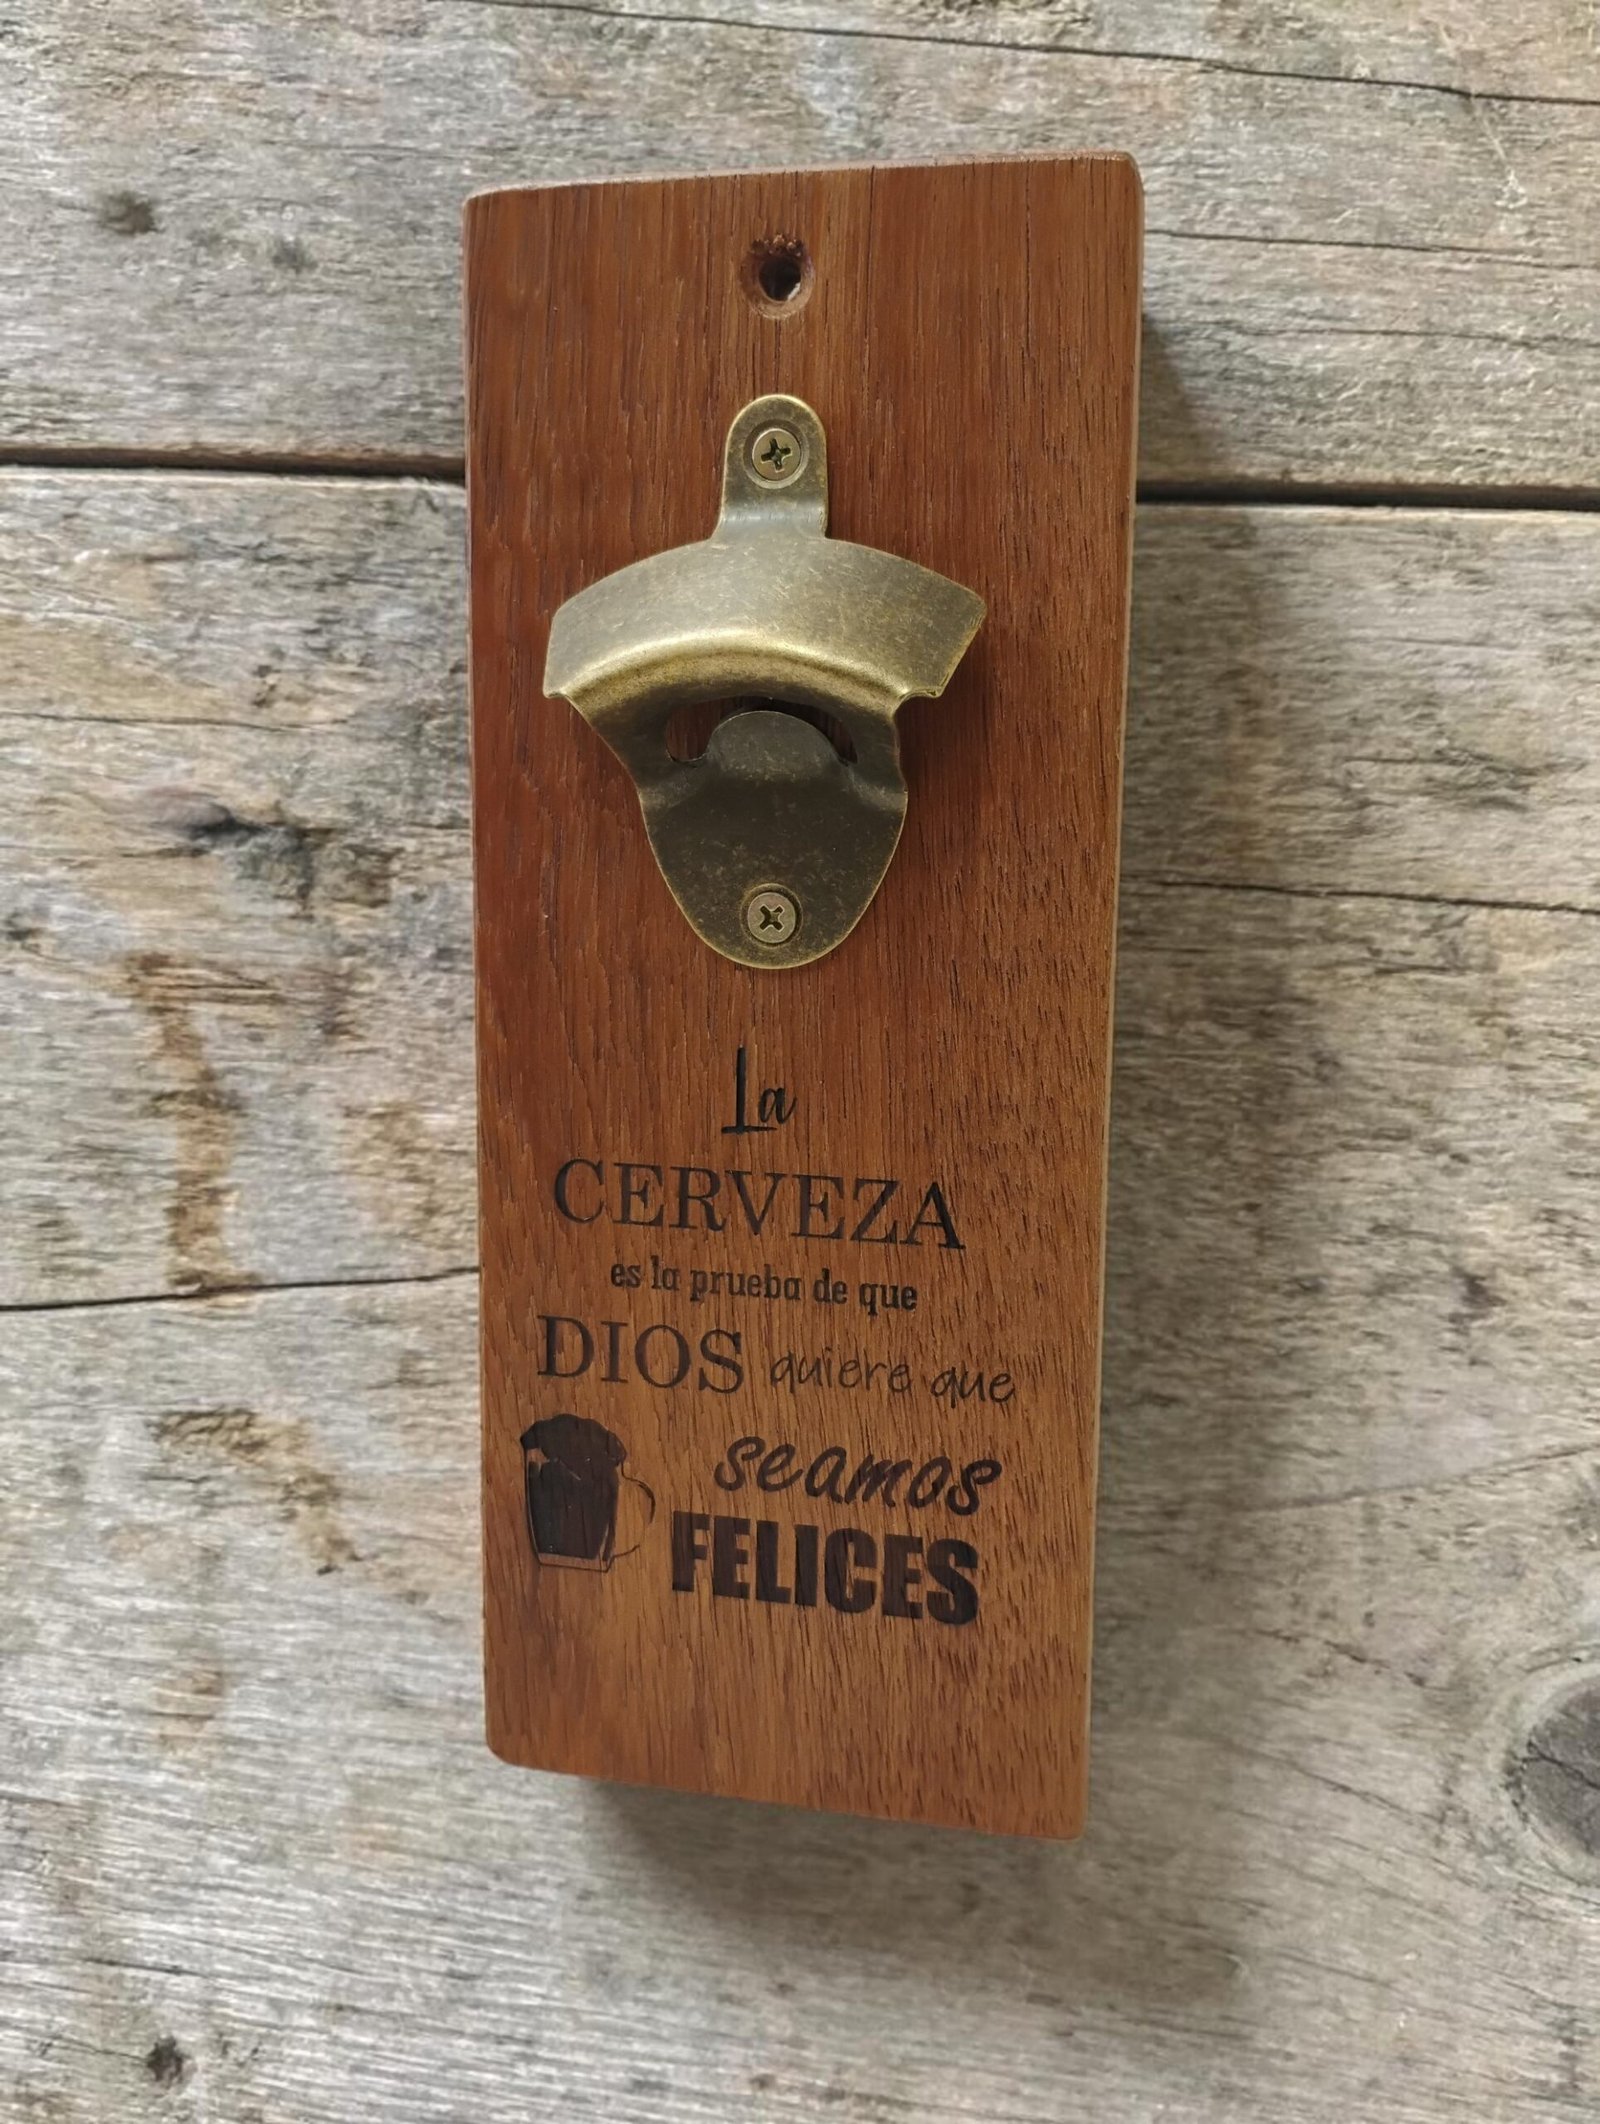 La
CERVEZA
es la prueba de que
DIOS quiere que
seamos
FELICES